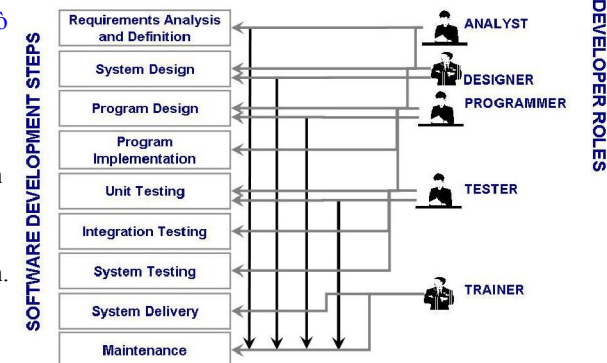 ò
Requirements Analysis
and Definition
System Design
Program Design
Program
Implementation
Unit Testing
Integration Testing
System Testing
System Delivery
Maintenance
SOFTWARE DEVELOPMENT STEPS
ANALYST
DESIGNER
PROGRAMMER
TESTER
TRAINER
DEVELOPER ROLES